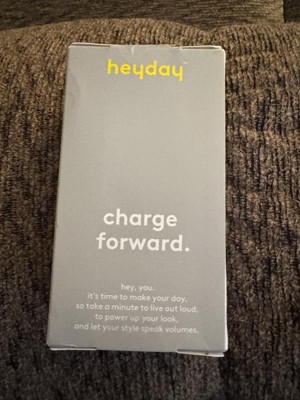 heyday
charge
forward.
hey, you.
it's time to make your day.
so take a minute to live out loud,
to power up your look,
and let your style speak volumes.